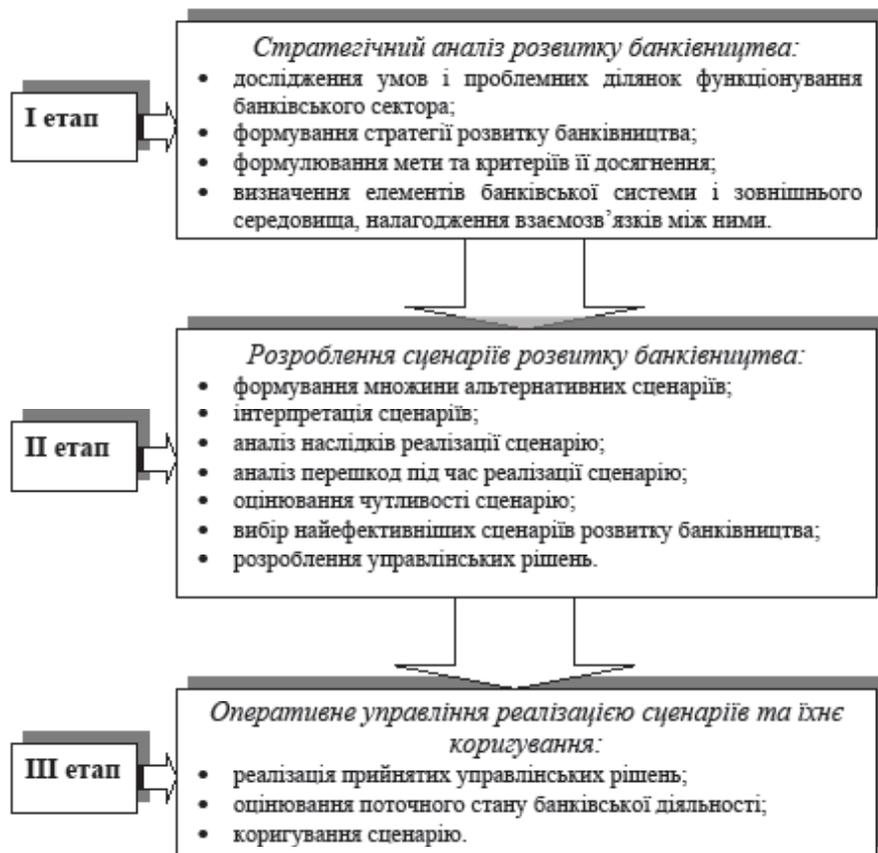 Стратегічний аналіз розвитку банківництва:
• дослідження умов і проблемних ділянок функціонування
банківського сектора;
• формування стратегії розвитку банківництва;
• формулювання мети та критеріїв її досягнення;
• визначення елементів банківської системи і зовнішнього
середовища, налагодження взаємозв’язків між ними.
I етап
Розроблення сценаріїв розвитку банківництва:
• формування множини альтернативних сценаріїв;
• інтерпретація сценаріїв;
• аналіз наслідків реалізації сценарію;
• аналіз перешкод під час реалізації сценарію;
• оцінювання чутливості сценарію;
• вибір найефективніших сценаріїв розвитку банківництва;
• розроблення управлінських рішень.
II етап
Оперативне управління реалізацією сценаріїв та їхнє
коригування:
• реалізація прийнятих управлінських рішень;
• оцінювання поточного стану банківської діяльності;
• коригування сценарію.
III етап